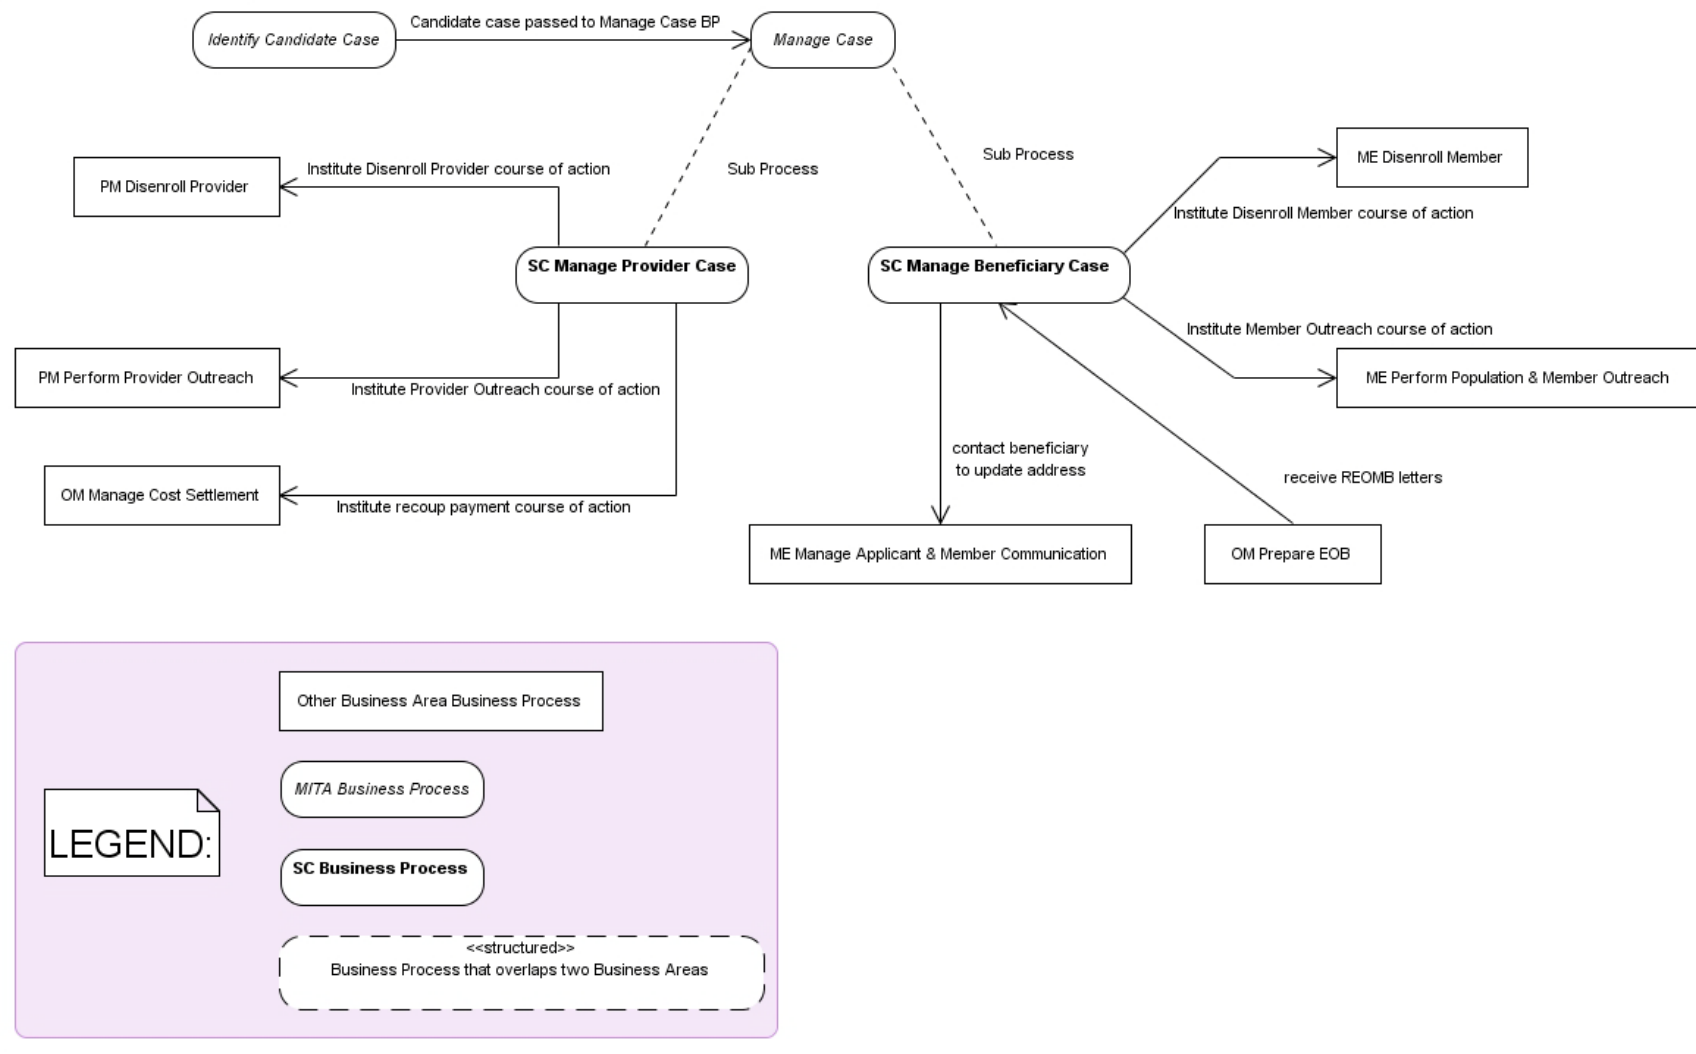 Candidate case passed to Manage Case BP
Identify Candidate Case
Manage Case
Sub Process
Sub Process
ME Disenroll Member
Institute Disenroll Provider course of action
PM Disenroll Provider
Institute Disenroll Member course of action
SC Manage Provider Case
SC Manage Beneficiary Case
Institute Member Outreach course of action
PM Perform Provider Outreach
ME Perform Population & Member Outreach
Institute Provider Outreach course of action
contact beneficiary
to update address
receive REOMB letters
OM Manage Cost Settlement
Institute recoup payment course of action
ME Manage Applicant & Member Communication
OM Prepare EOB
LEGEND:
Other Business Area Business Process
MITA Business Process
SC Business Process
<<structured>>
Business Process that overlaps two Business Areas